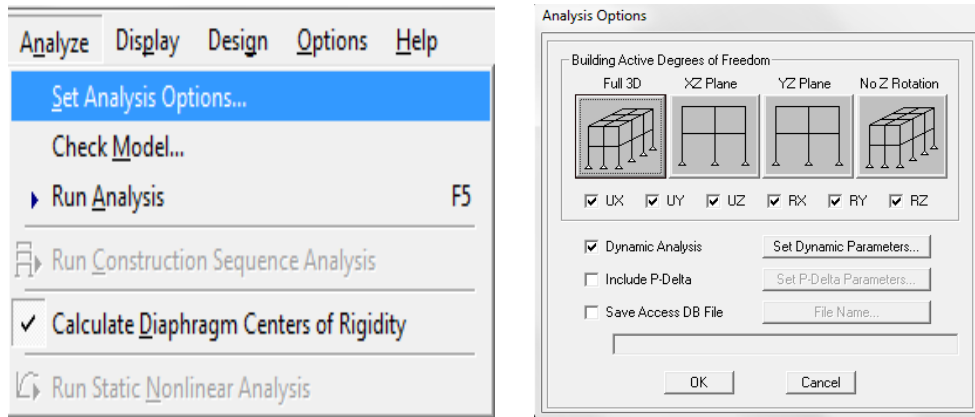 Analyze Display Design Options Help
Set Analysis Options...
Check Model...
Run Analysis F5
Run Construction Sequence Analysis
Calculate Diaphragm Centers of Rigidity
Run Static Nonlinear Analysis
Analysis Options
Building Active Degrees of Freedom
Full 3D XZ Plane YZ Plane No Z Rotation
UX UY UZ RX RY RZ
Dynamic Analysis Set Dynamic Parameters...
Include P-Delta Set P-Delta Parameters...
Save Access DB File File Name...
OK Cancel